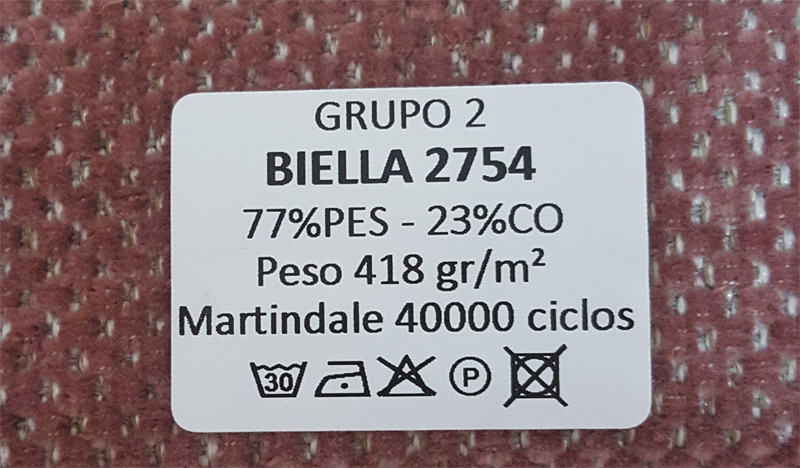 GRUPO 2
BIELLA 2754
77%PES - 23%CO
Peso 418 gr/m²
Martindale 40000 ciclos
30 P